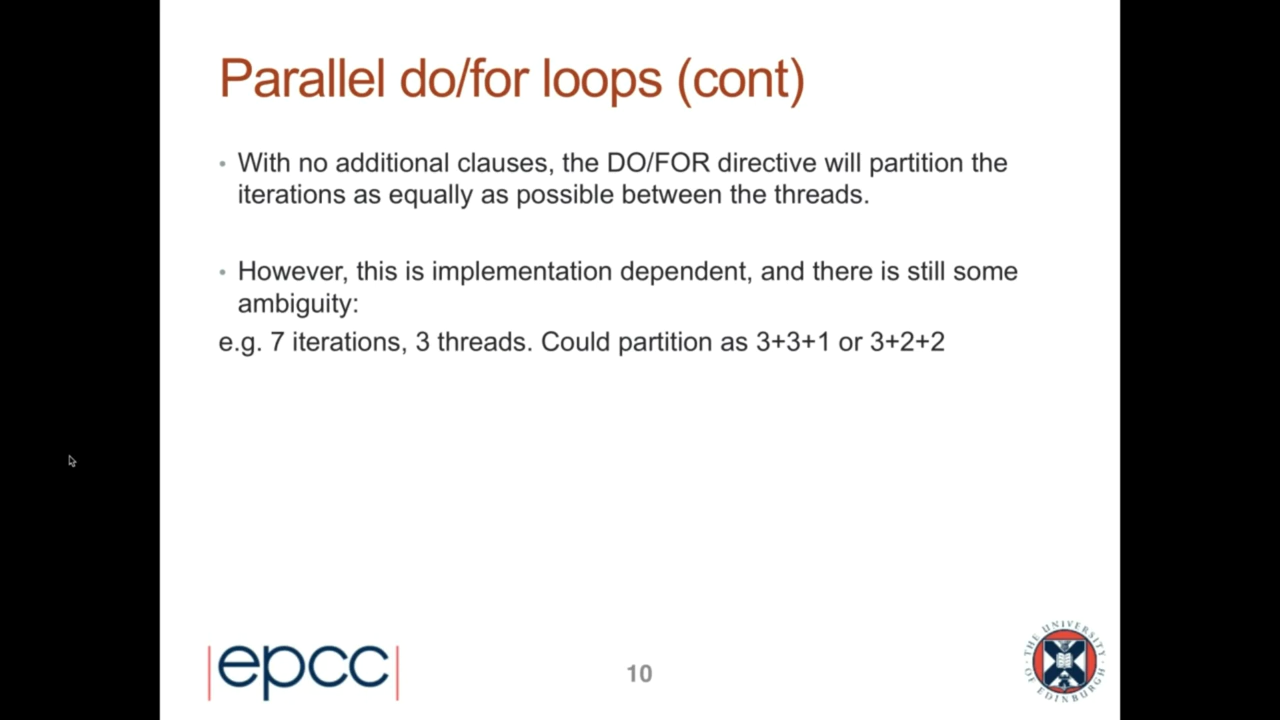 Parallel do/for loops (cont)
• With no additional clauses, the DO/FOR directive will partition the
iterations as equally as possible between the threads.
• However, this is implementation dependent, and there is still some
ambiguity:
e.g. 7 iterations, 3 threads. Could partition as 3+3+1 or 3+2+2
|epcc|
10
THE UNIVERSITY
OF EDINBURGH